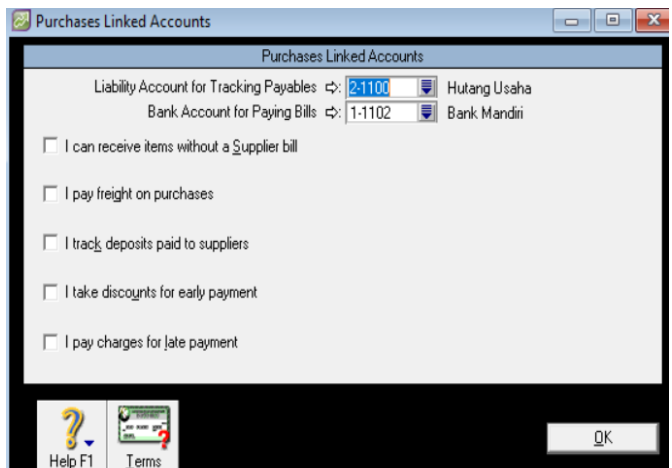 Purchases Linked Accounts
Purchases Linked Accounts
Liability Account for Tracking Payables ⇨: 2-1100 Hutang Usaha
Bank Account for Paying Bills ⇨: 1-1102 Bank Mandiri
I can receive items without a Supplier bill
I pay freight on purchases
I track deposits paid to suppliers
I take discounts for early payment
I pay charges for late payment
Help F1 Terms OK